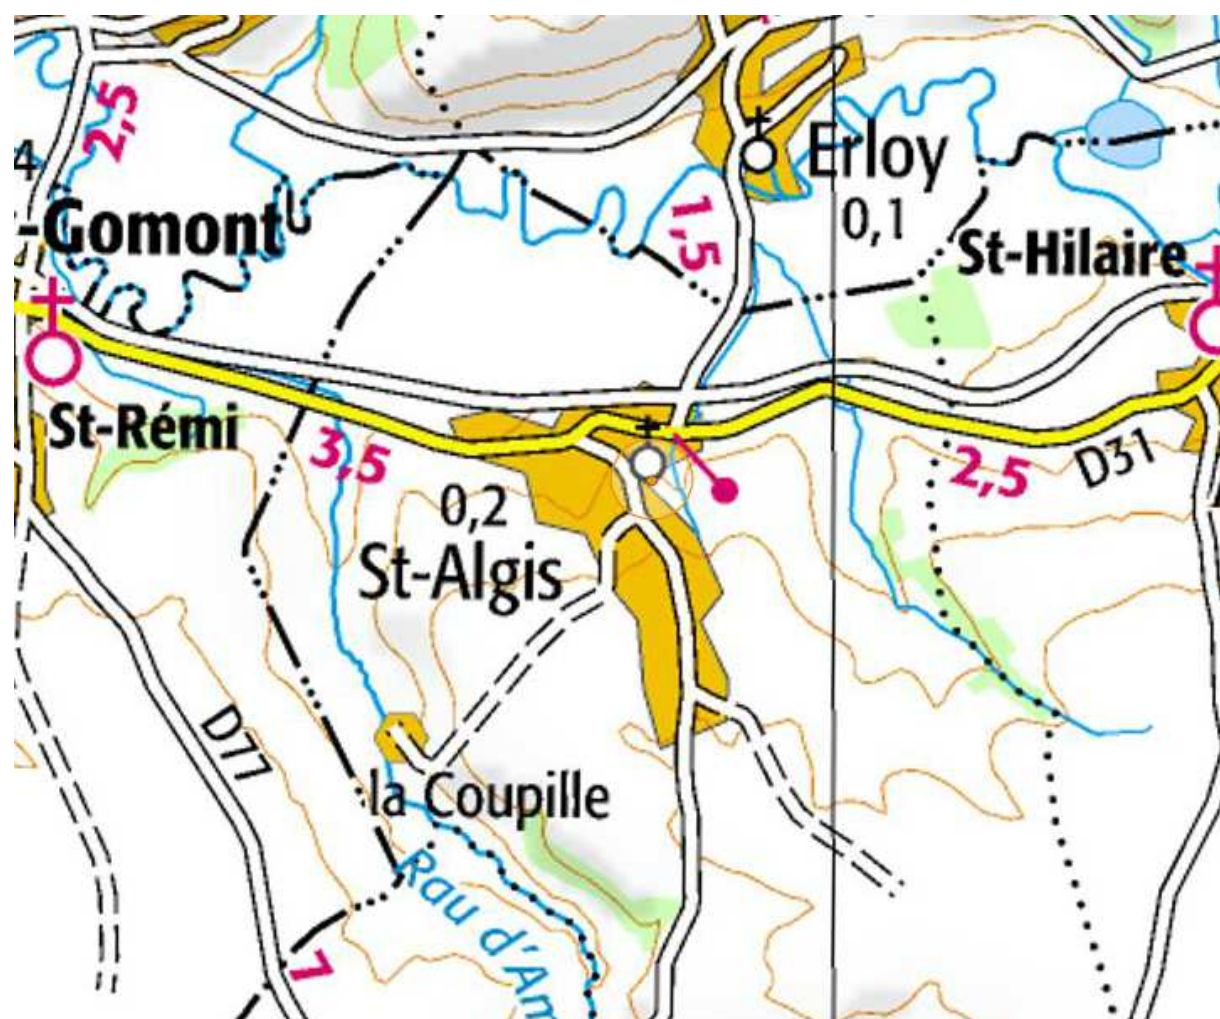 2,5
4
Erloy
-Gomont
1,5
0,1
St-Hilaire
St-Rémi
3,5
2,5
D31
0,2
St-Algis
D77
la Coupille
Rau d'Am
7